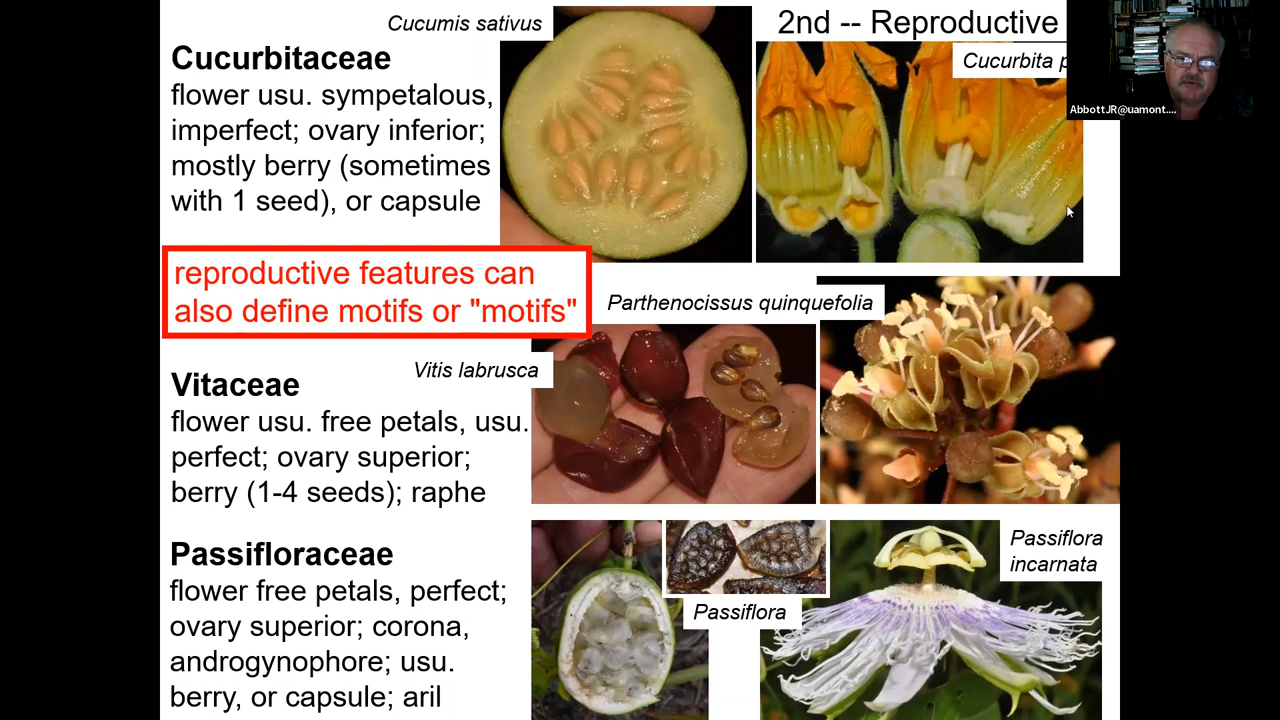 Cucumis sativus
2nd -- Reproductive
Cucurbitaceae
flower usu. sympetalous,
imperfect; ovary inferior;
mostly berry (sometimes
with 1 seed), or capsule
Cucurbita p
AbbottJR@uamont....
reproductive features can
also define motifs or "motifs"
Parthenocissus quinquefolia
Vitis labrusca
Vitaceae
flower usu. free petals, usu.
perfect; ovary superior;
berry (1-4 seeds); raphe
Passifloraceae
flower free petals, perfect;
ovary superior; corona,
androgynophore; usu.
berry, or capsule; aril
Passiflora
Passiflora
incarnata